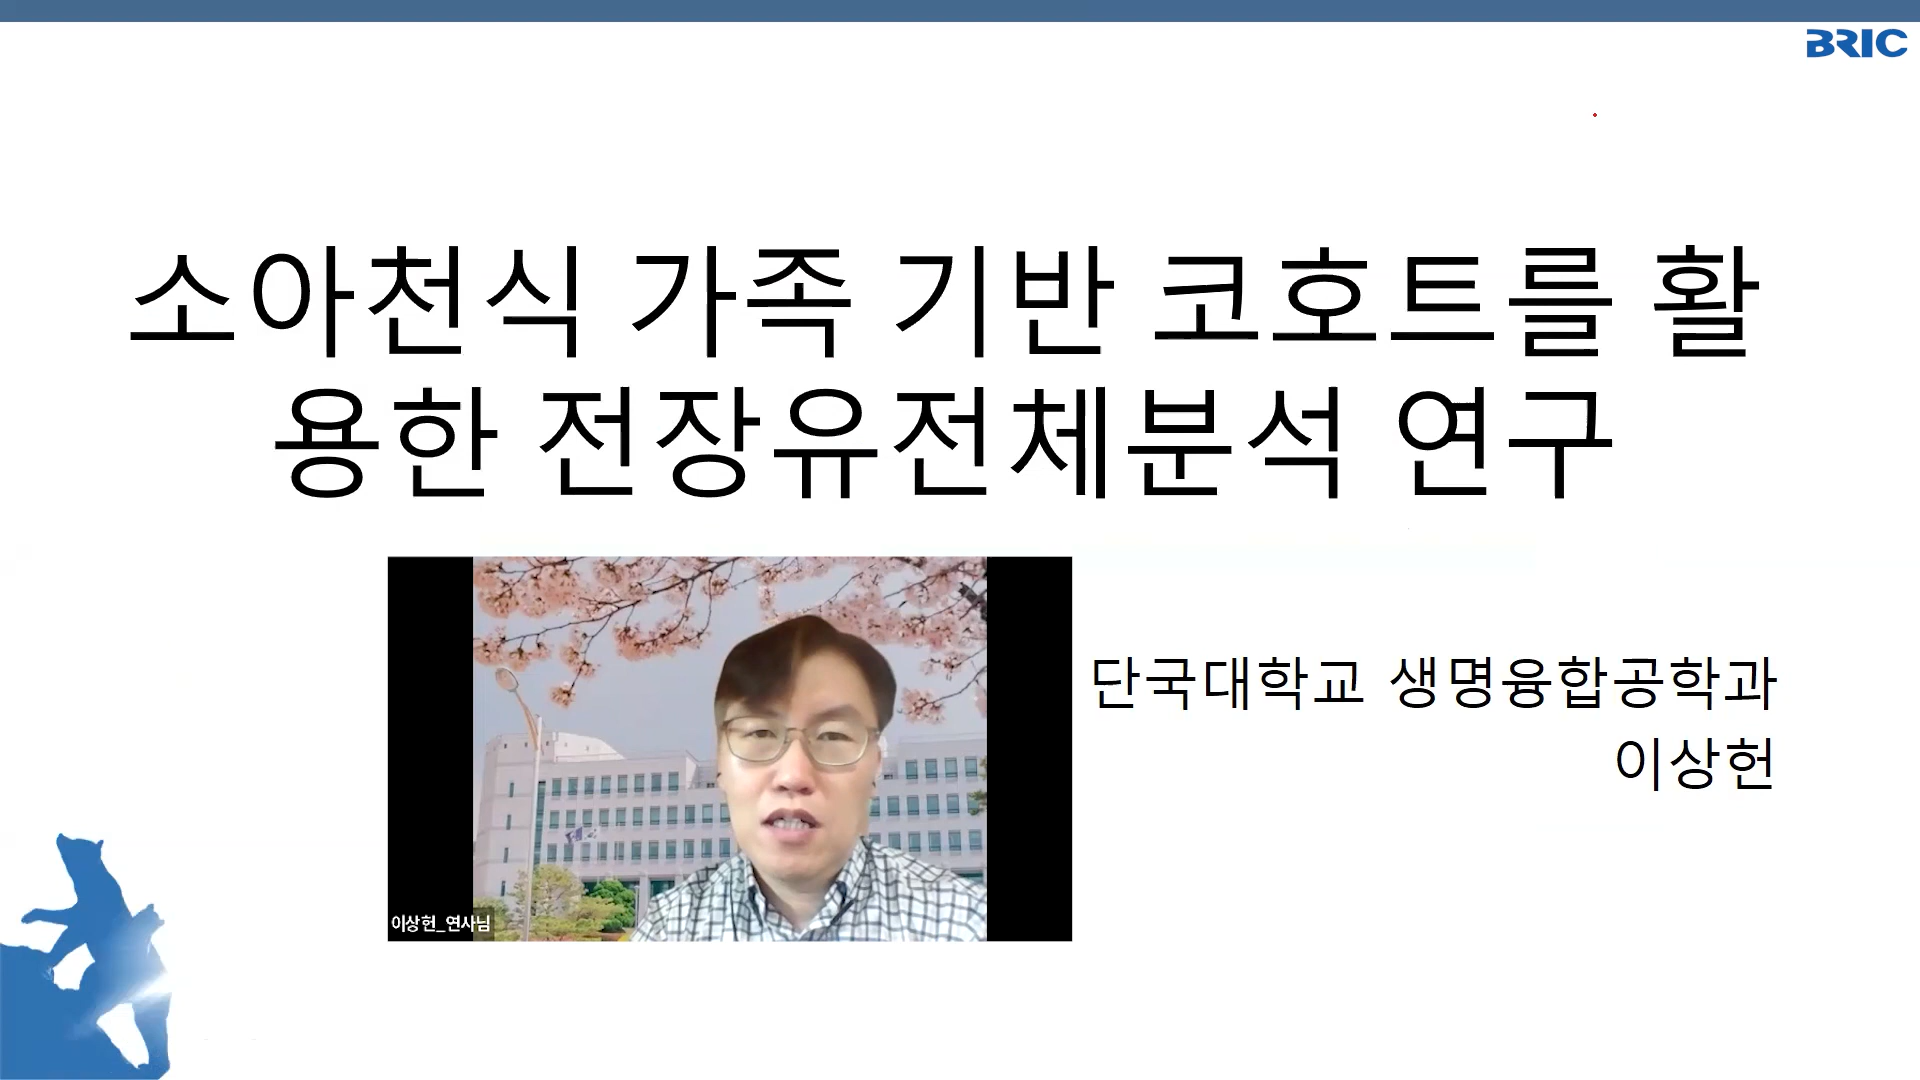 BRIC
소아천식 가족 기반 코호트를 활
용한 전장유전체분석 연구
단국대학교 생명융합공학과
이상헌
이상헌_연사님